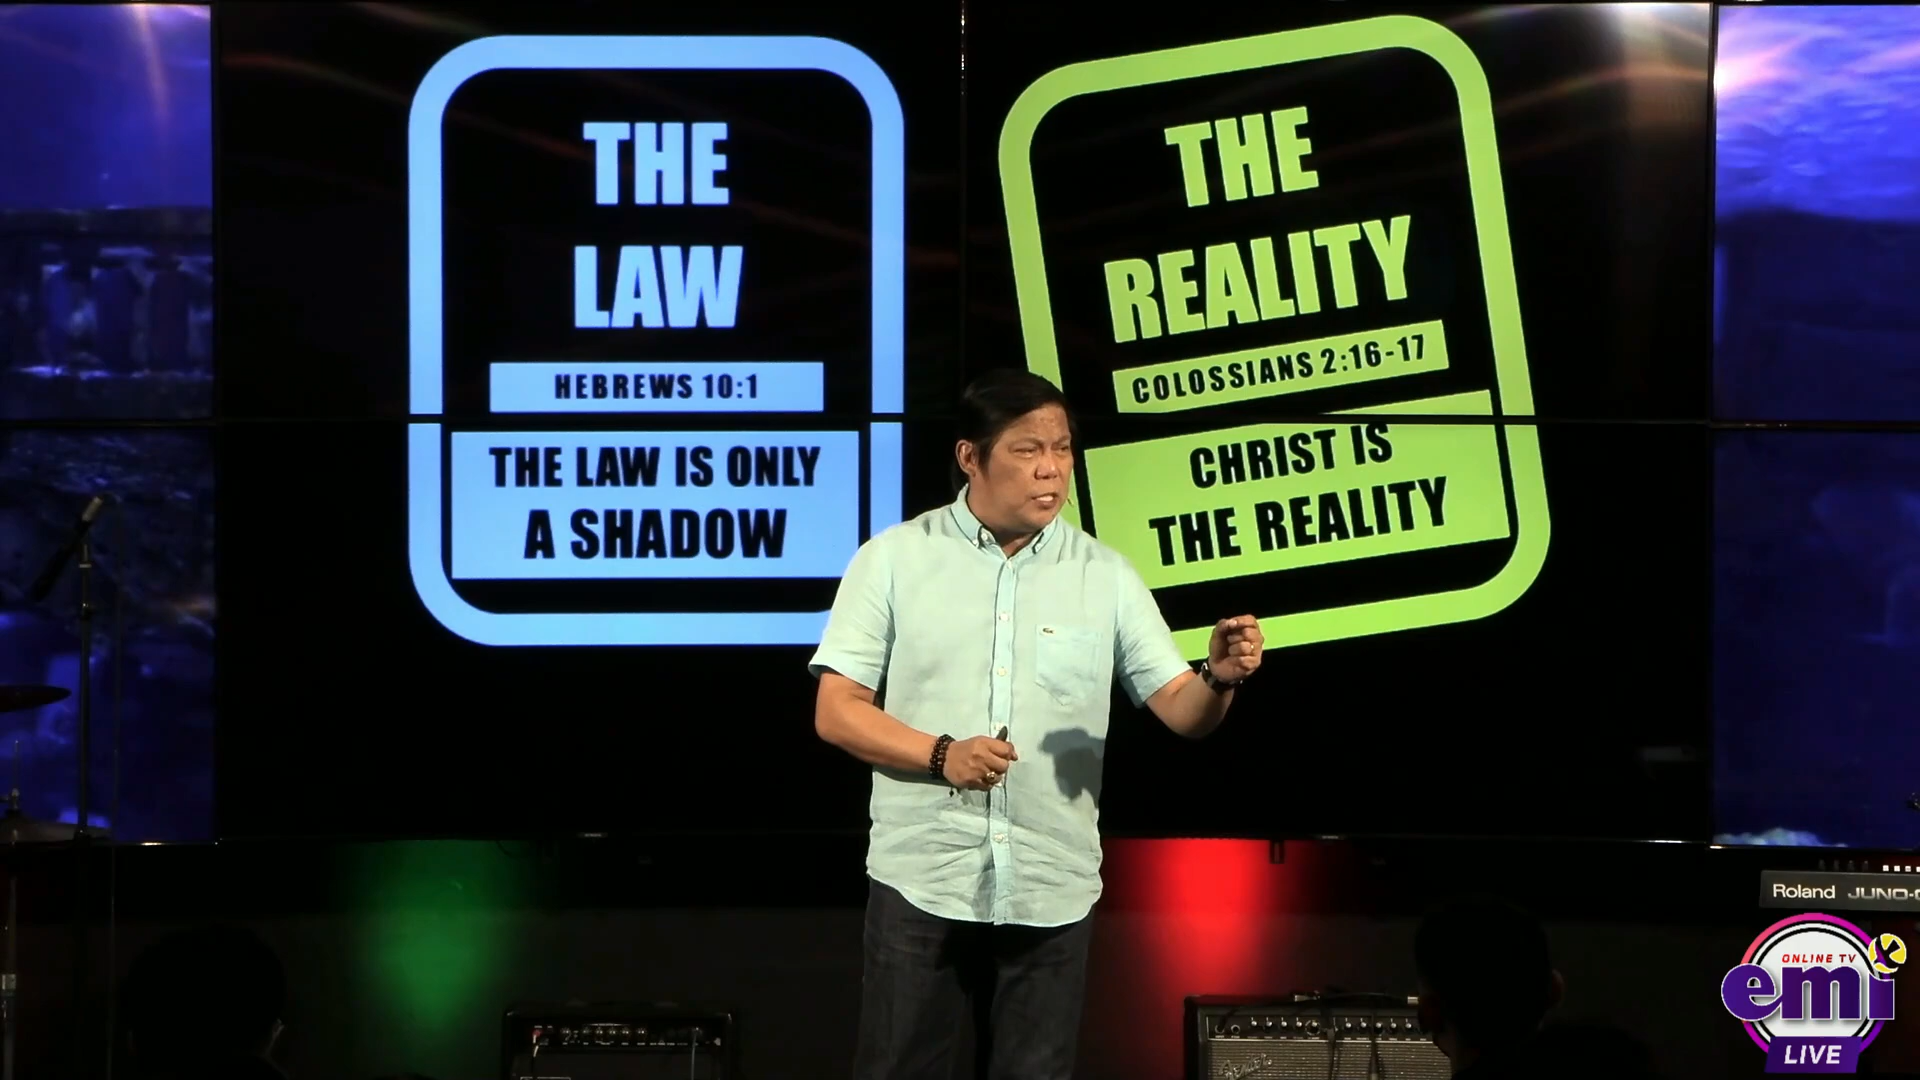 THE
LAW
HEBREWS 10:1
THE LAW IS ONLY
A SHADOW
THE
REALITY
COLOSSIANS 2:16-17
CHRIST IS
THE REALITY
Roland JUNO-
Fender
ONLINE TV
emi
LIVE